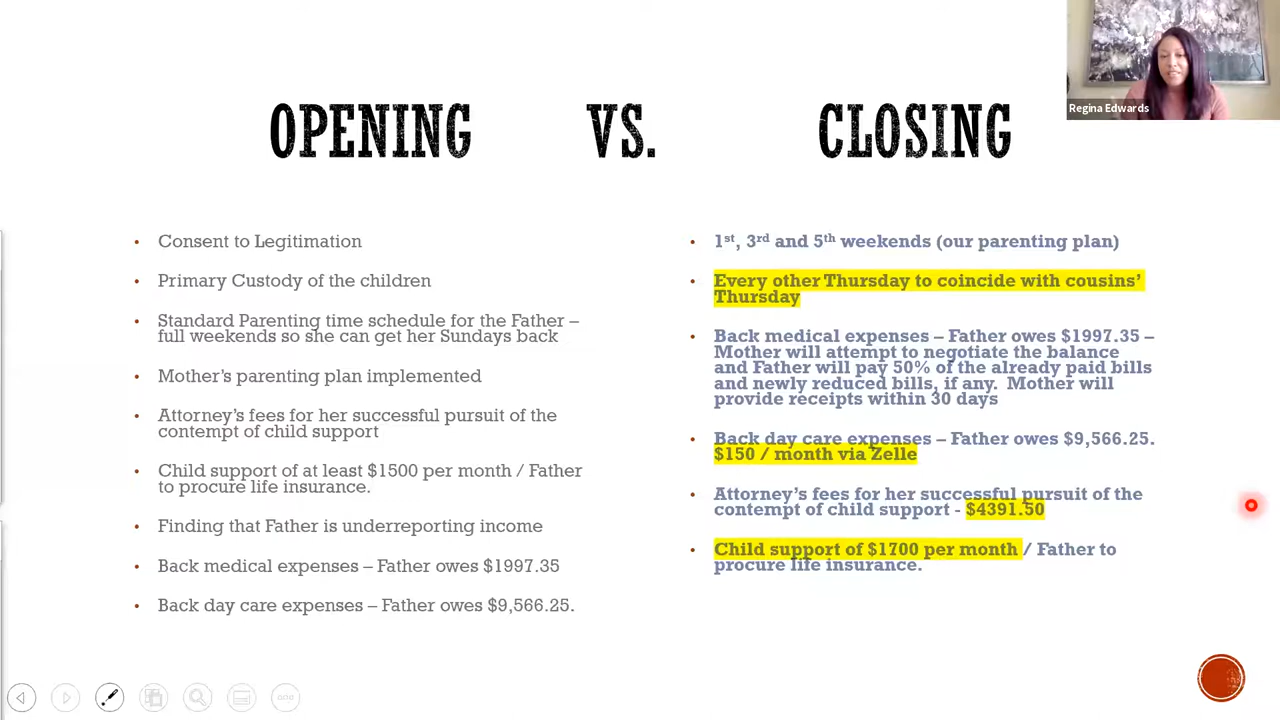 Regina Edwards
OPENING VS. CLOSING
• Consent to Legitimation
• Primary Custody of the children
• Standard Parenting time schedule for the Father –
full weekends so she can get her Sundays back
• Mother's parenting plan implemented
• Attorney's fees for her successful pursuit of the
contempt of child support
• Child support of at least $1500 per month / Father
to procure life insurance.
• Finding that Father is underreporting income
• Back medical expenses – Father owes $1997.35
• Back day care expenses – Father owes $9,566.25.
• 1st, 3rd and 5th weekends (our parenting plan)
• Every other Thursday to coincide with cousins'
Thursday
• Back medical expenses – Father owes $1997.35 –
Mother will attempt to negotiate the balance
and Father will pay 50% of the already paid bills
and newly reduced bills, if any. Mother will
provide receipts within 30 days
• Back day care expenses – Father owes $9,566.25.
$150 / month via Zelle
• Attorney's fees for her successful pursuit of the
contempt of child support - $4391.50
• Child support of $1700 per month / Father to
procure life insurance.